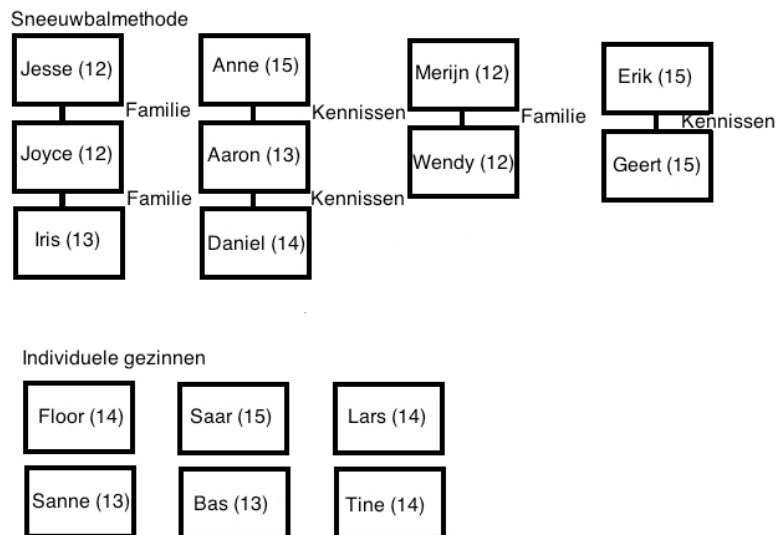 Sneeuwbalmethode
Jesse (12)
Familie
Joyce (12)
Familie
Iris (13)
Anne (15)
Kennissen
Aaron (13)
Kennissen
Daniel (14)
Merijn (12)
Familie
Wendy (12)
Erik (15)
Kennissen
Geert (15)
Individuele gezinnen
Floor (14)
Saar (15)
Lars (14)
Sanne (13)
Bas (13)
Tine (14)